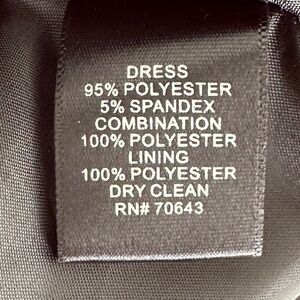 DRESS
95% POLYESTER
5% SPANDEX
COMBINATION
100% POLYESTER
LINING
100% POLYESTER
DRY CLEAN
RN# 70643